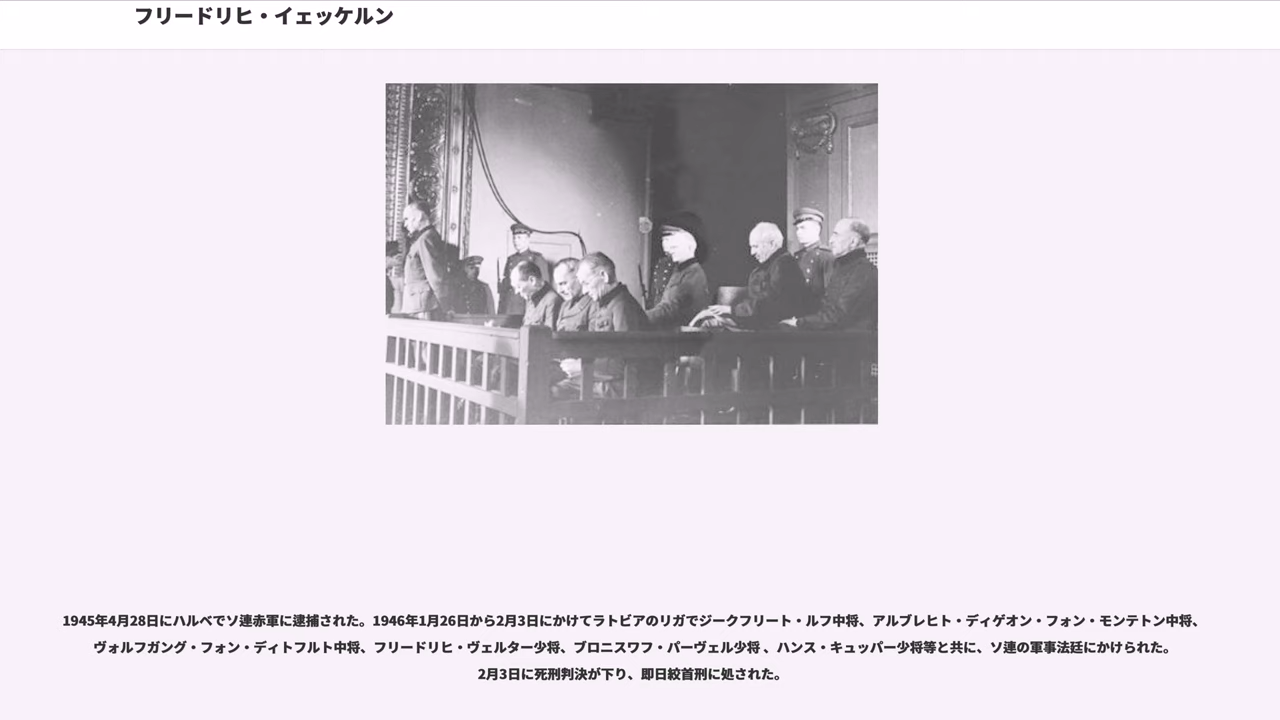 フリードリヒ・イェッケルン
1945年4月28日にハルベでソ連赤軍に逮捕された。1946年1月26日から2月3日にかけてラトビアのリガでジークフリート・ルフ中将、アルブレヒト・ディゲオン・フォン・モンテトン中将、
ヴォルフガング・フォン・ディトフルト中将、フリードリヒ・ヴェルター少将、ブロニスワフ・パーヴェル少将 、ハンス・キュッパー少将等と共に、ソ連の軍事法廷にかけられた。
2月3日に死刑判決が下り、即日絞首刑に処された。